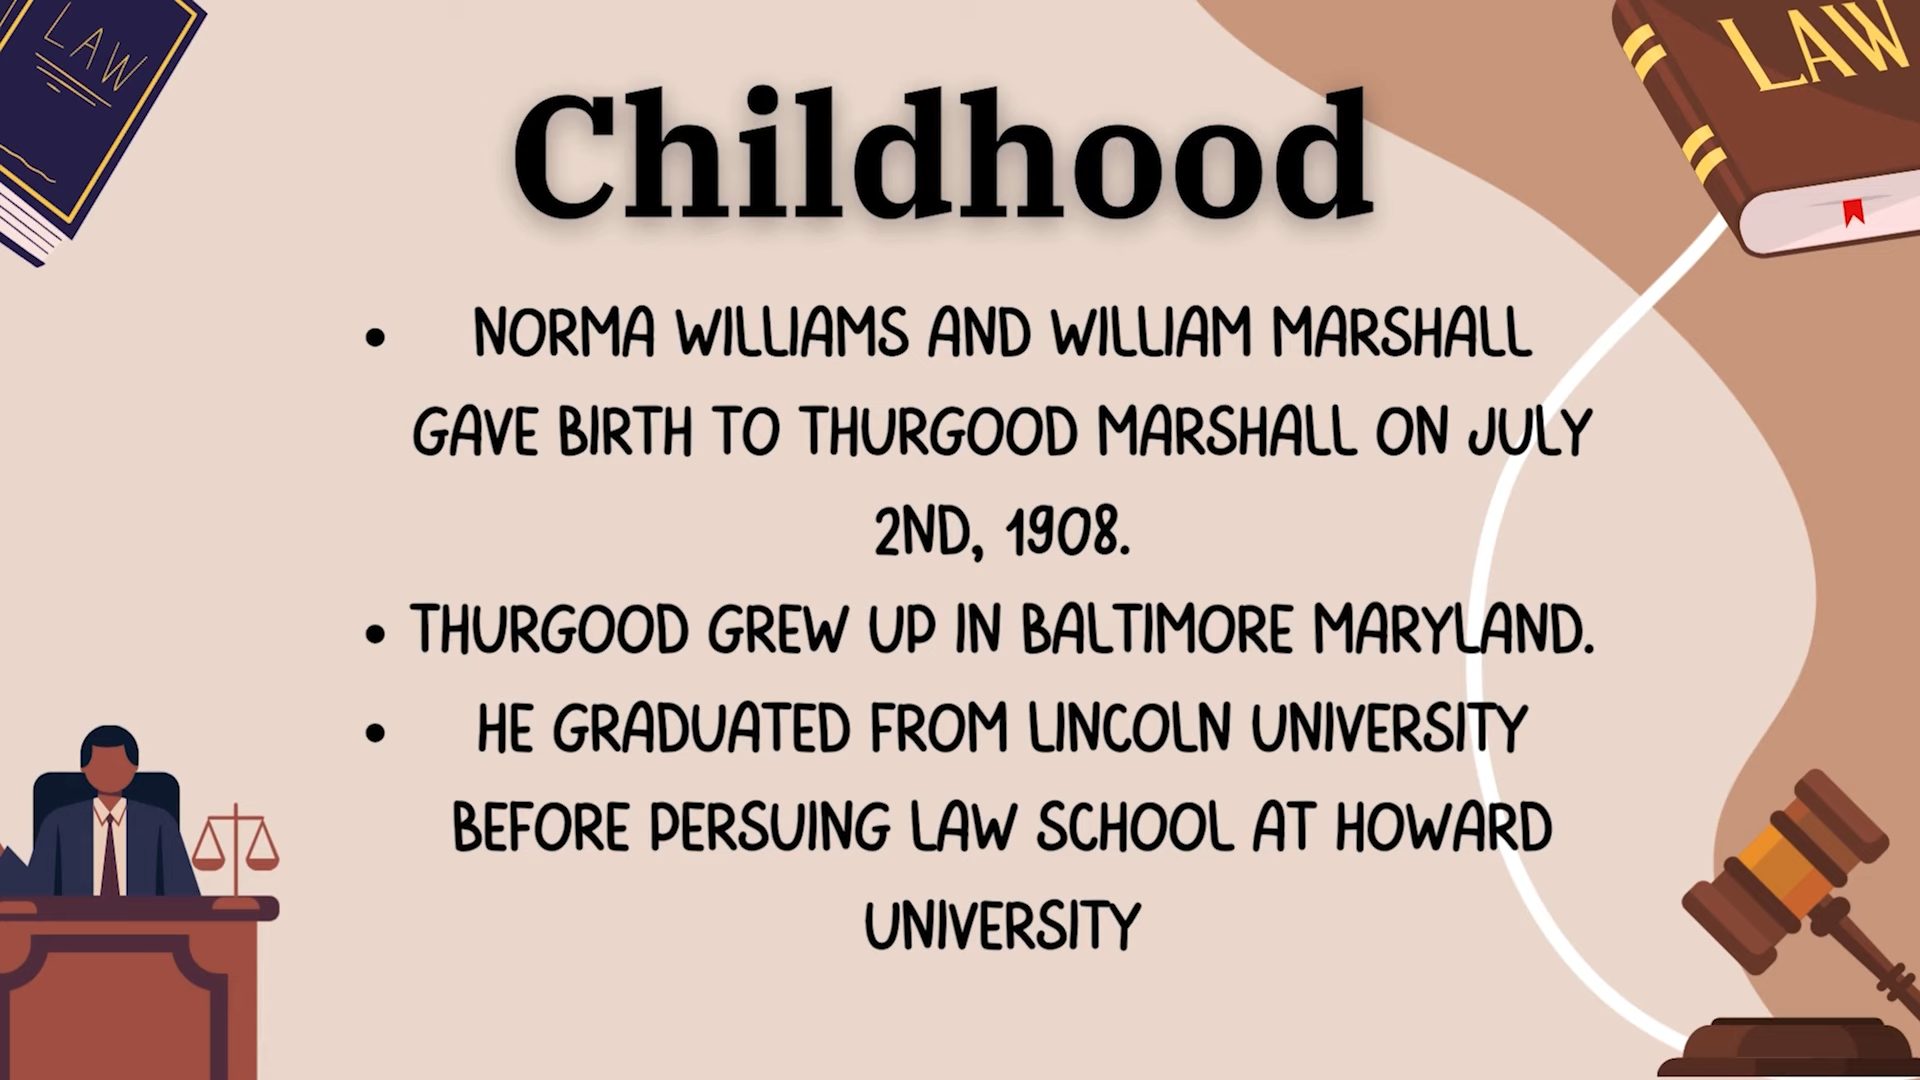 LAW
LAW
Childhood
• NORMA WILLIAMS AND WILLIAM MARSHALL
GAVE BIRTH TO THURGOOD MARSHALL ON JULY
2ND, 1908.
• THURGOOD GREW UP IN BALTIMORE MARYLAND.
• HE GRADUATED FROM LINCOLN UNIVERSITY
BEFORE PERSUING LAW SCHOOL AT HOWARD
UNIVERSITY